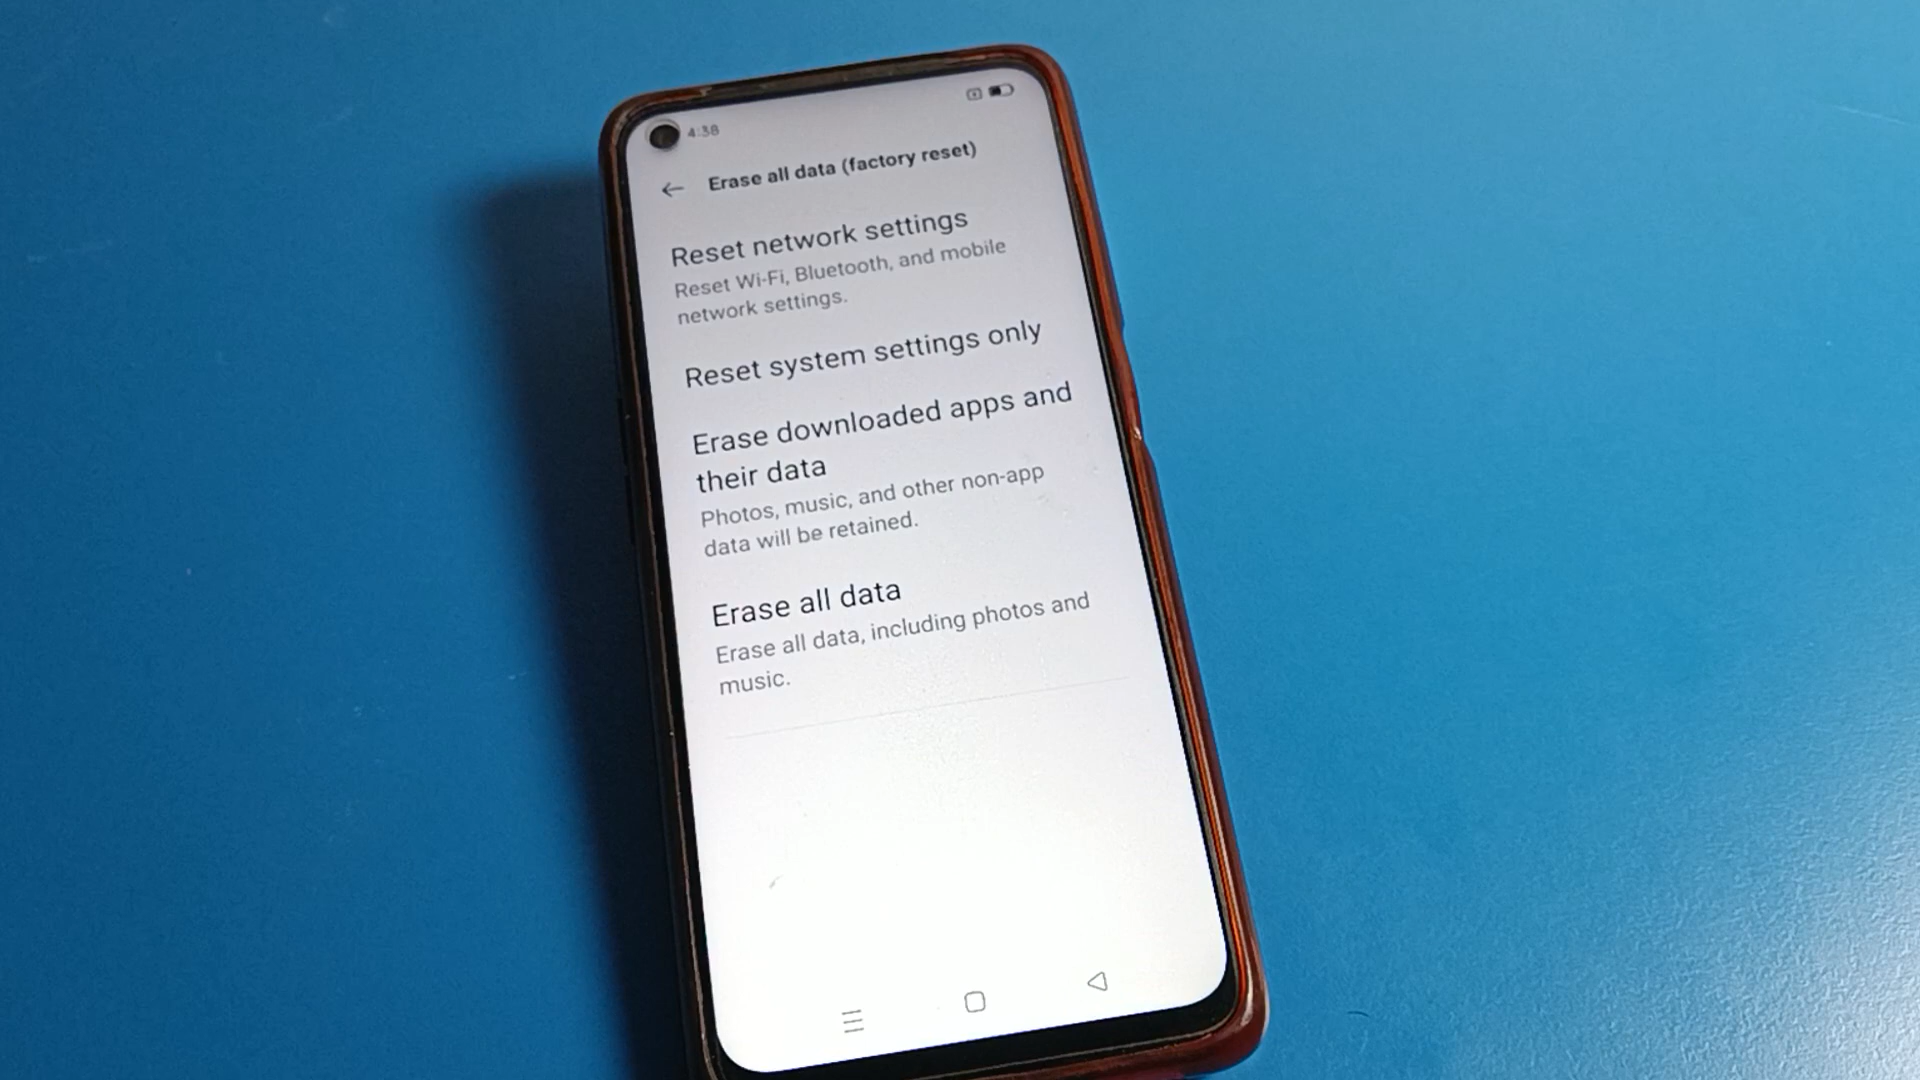 4:38
Erase all data (factory reset)
Reset network settings
Reset Wi-Fi, Bluetooth, and mobile
network settings.
Reset system settings only
Erase downloaded apps and
their data
Photos, music, and other non-app
data will be retained.
Erase all data
Erase all data, including photos and
music.